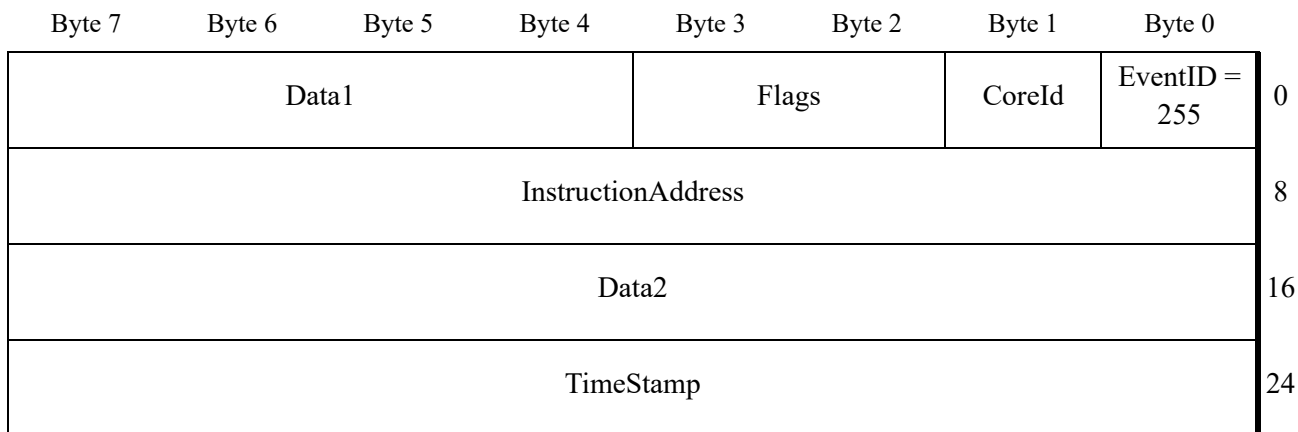 Byte 7 Byte 6 Byte 5 Byte 4 Byte 3 Byte 2 Byte 1 Byte 0
Data1 Flags CoreId EventID = 255 0
InstructionAddress 8
Data2 16
TimeStamp 24